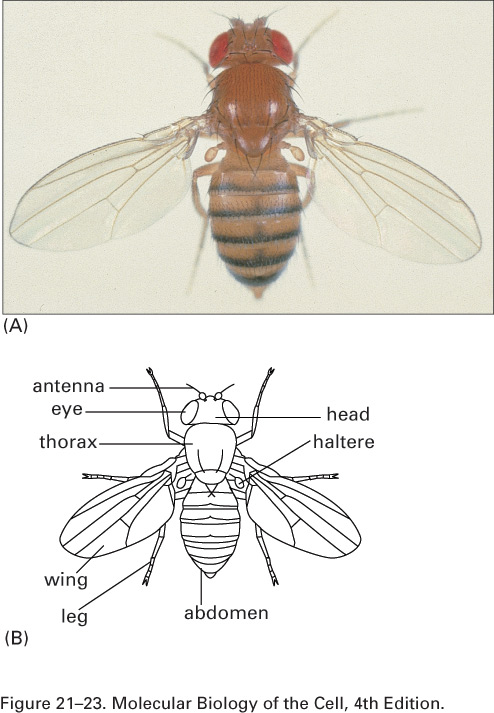 (A)
antenna
eye
head
thorax
haltere
wing
leg
abdomen
(B)
Figure 21–23. Molecular Biology of the Cell, 4th Edition.